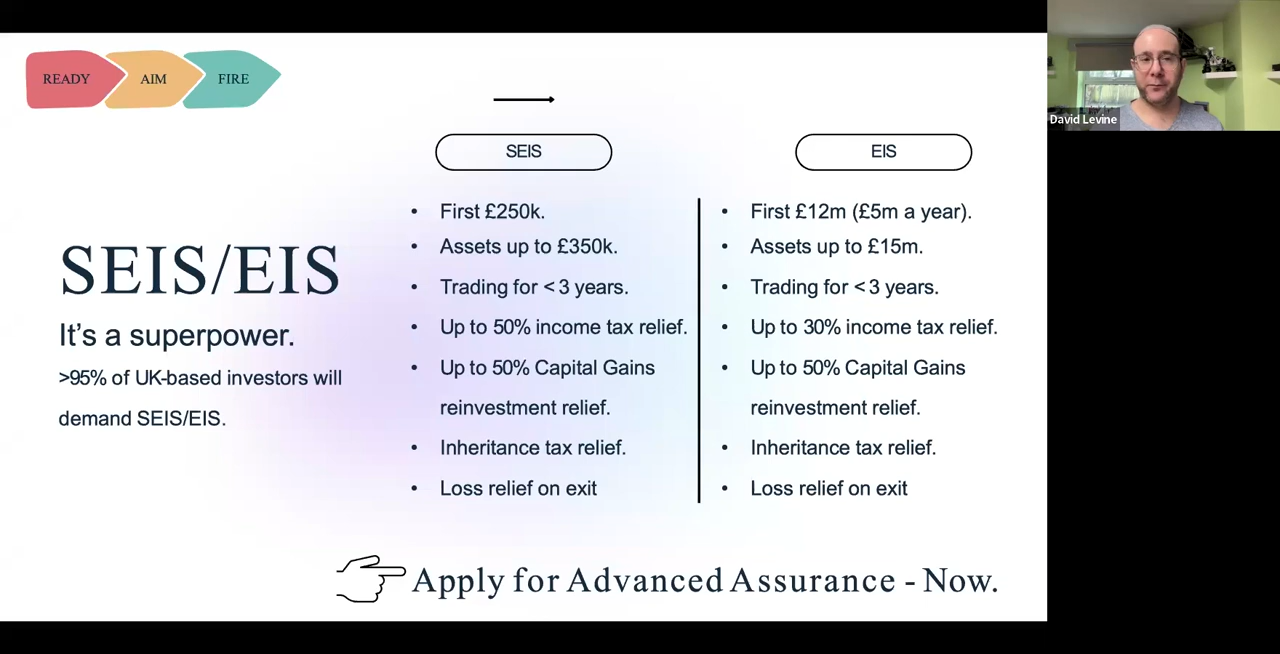 READY
AIM
FIRE
SEIS/EIS
It’s a superpower.
>95% of UK-based investors will
demand SEIS/EIS.
SEIS
• First £250k.
• Assets up to £350k.
• Trading for < 3 years.
• Up to 50% income tax relief.
• Up to 50% Capital Gains
reinvestment relief.
• Inheritance tax relief.
• Loss relief on exit
EIS
• First £12m (£5m a year).
• Assets up to £15m.
• Trading for < 3 years.
• Up to 30% income tax relief.
• Up to 50% Capital Gains
reinvestment relief.
• Inheritance tax relief.
• Loss relief on exit
Apply for Advanced Assurance - Now.
David Levine